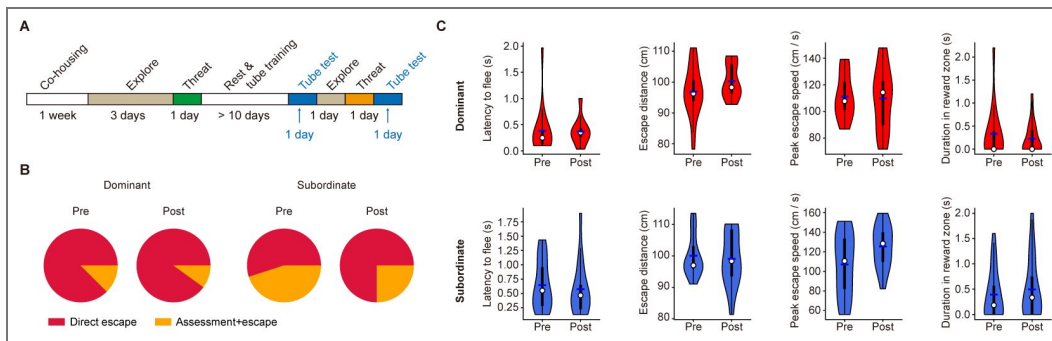 A
Co-housing
Explore
Threat
Rest &
tube training
Tube test
Explore
Threat
Tube test
1 week
3 days
1 day
> 10 days
1 day
1 day
1 day
1 day
B
Dominant
Subordinate
Pre
Post
Pre
Post
Direct escape
Assessment+escape
C
Dominant
Latency to flee (s)
2.0
1.5
1.0
0.5
0.0
Pre
Post
Escape distance (cm)
110
100
90
80
Pre
Post
Peak escape speed (cm / s)
140
120
100
80
Pre
Post
Duration in reward zone (s)
2.0
1.5
1.0
0.5
0.0
Pre
Post
Subordinate
Latency to flee (s)
1.75
1.25
1.00
0.75
0.50
0.25
Pre
Post
Escape distance (cm)
110
100
90
80
Pre
Post
Peak escape speed (cm / s)
160
140
120
100
80
60
Pre
Post
Duration in reward zone (s)
2.0
1.5
1.0
0.5
0.0
Pre
Post